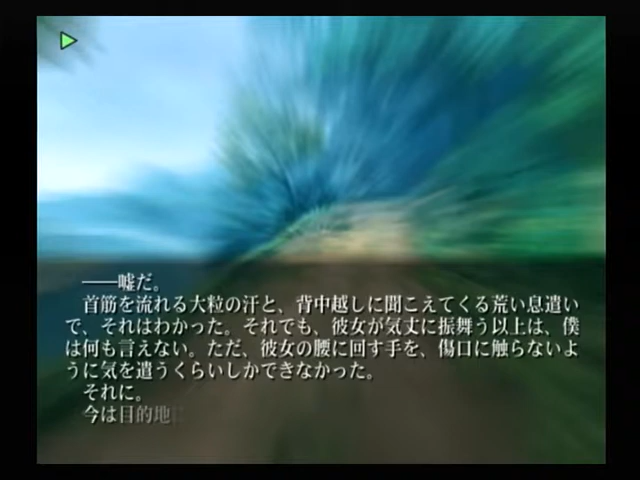 ――嘘だ。
首筋を流れる大粒の汗と、背中越しに聞こえてくる荒い息遣い
で、それはわかった。それでも、彼女が気丈に振舞う以上は、僕
は何も言えない。ただ、彼女の腰に回す手を、傷口に触らないよ
うに気を遣うくらいしかできなかった。
それに。
今は目的地に